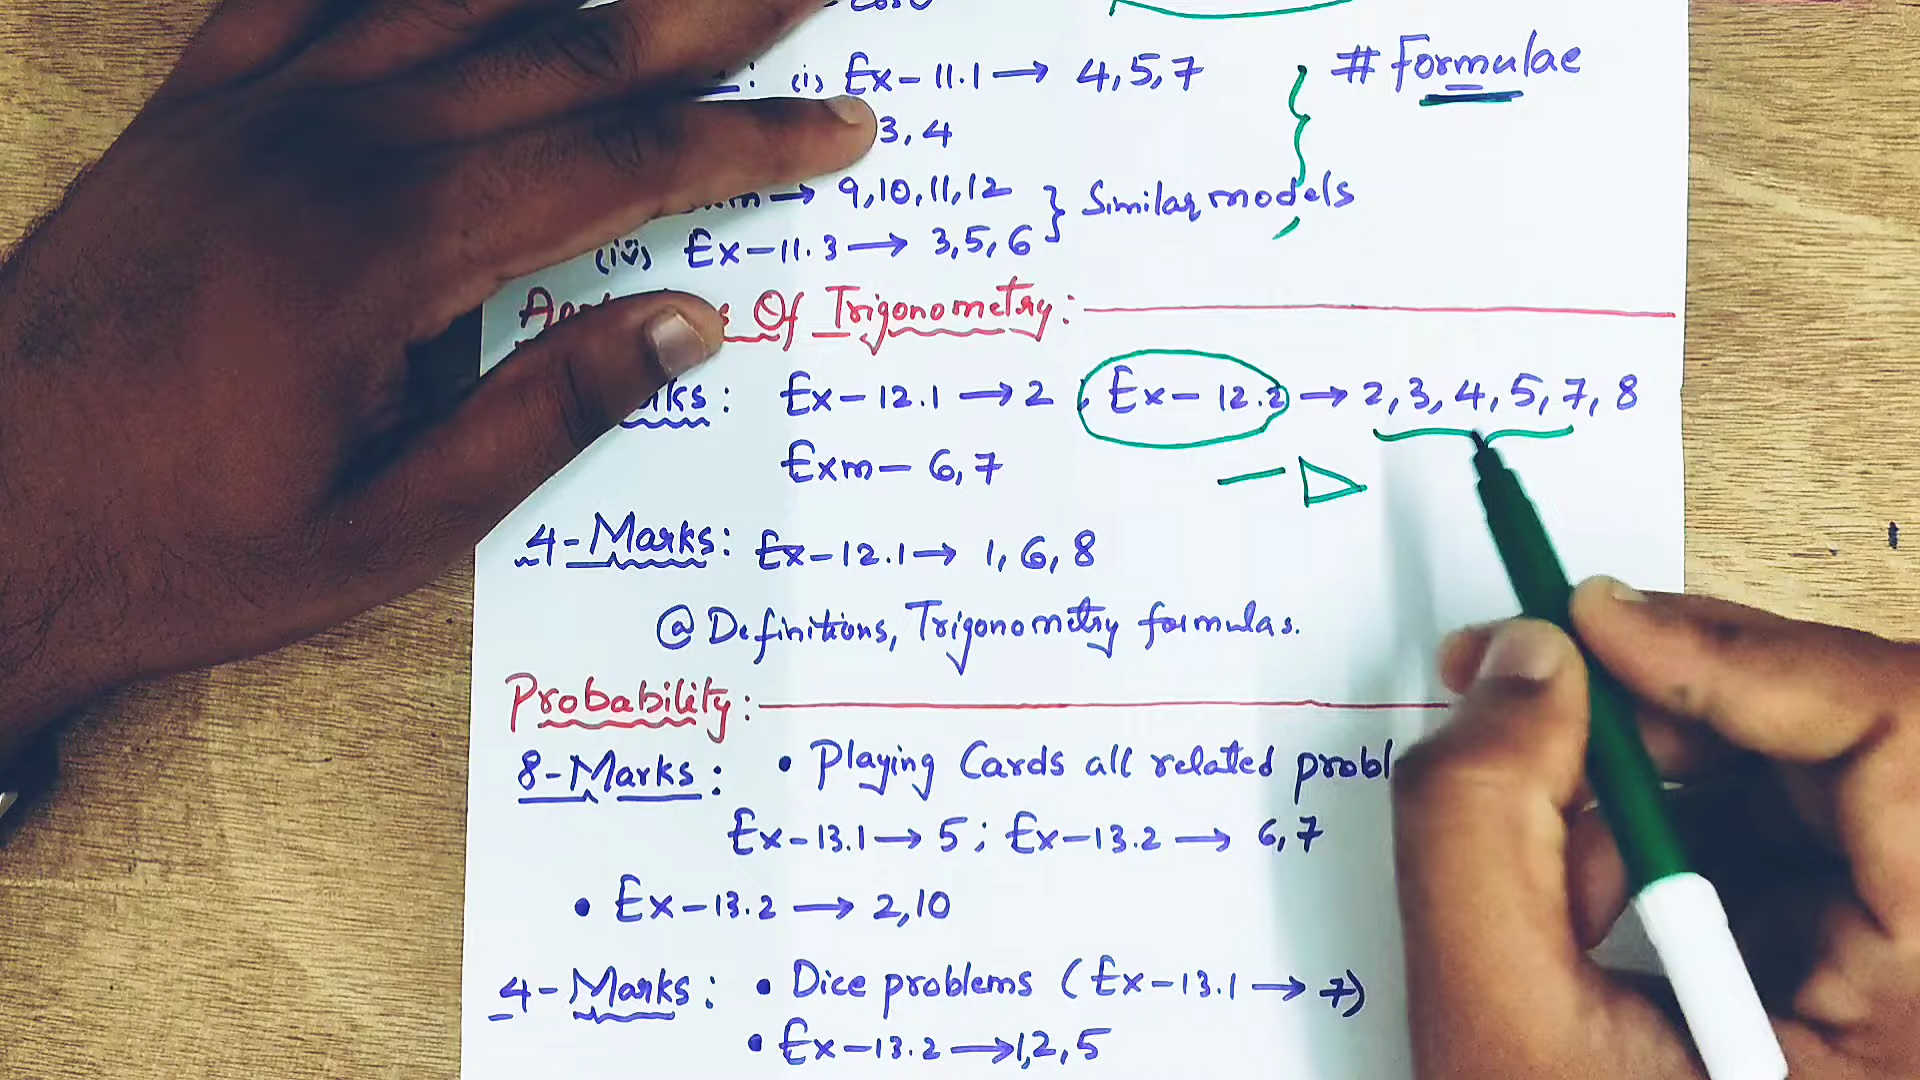 : (i) Ex-11.1 → 4,5,7
# Formulae
3, 4
→ 9,10,11,12 } Similar models
(iv) Ex-11.3 → 3,5,6
Of Trigonometry:
: Ex-12.1 → 2, Ex-12.2 → 2,3,4,5,7,8
Exm- 6,7
4-Marks: Ex-12.1 → 1,6,8
@ Definitions, Trigonometry formulas.
Probability:
8-Marks: • Playing Cards all related
Ex-13.1 → 5; Ex-13.2 → 6,7
• Ex-13.2 → 2,10
4-Marks: • Dice problems (Ex-13.1 → 7)
• Ex-13.2 → 1,2,5